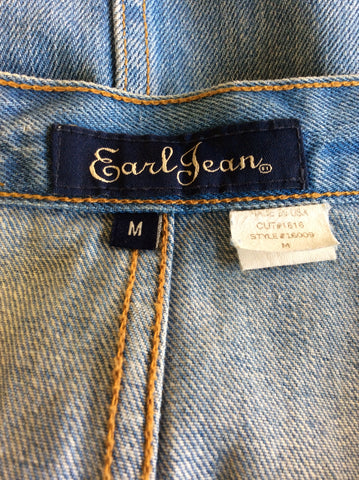 Earl Jean
M
MADE IN USA
CUT#1616
STYLE#16009
M